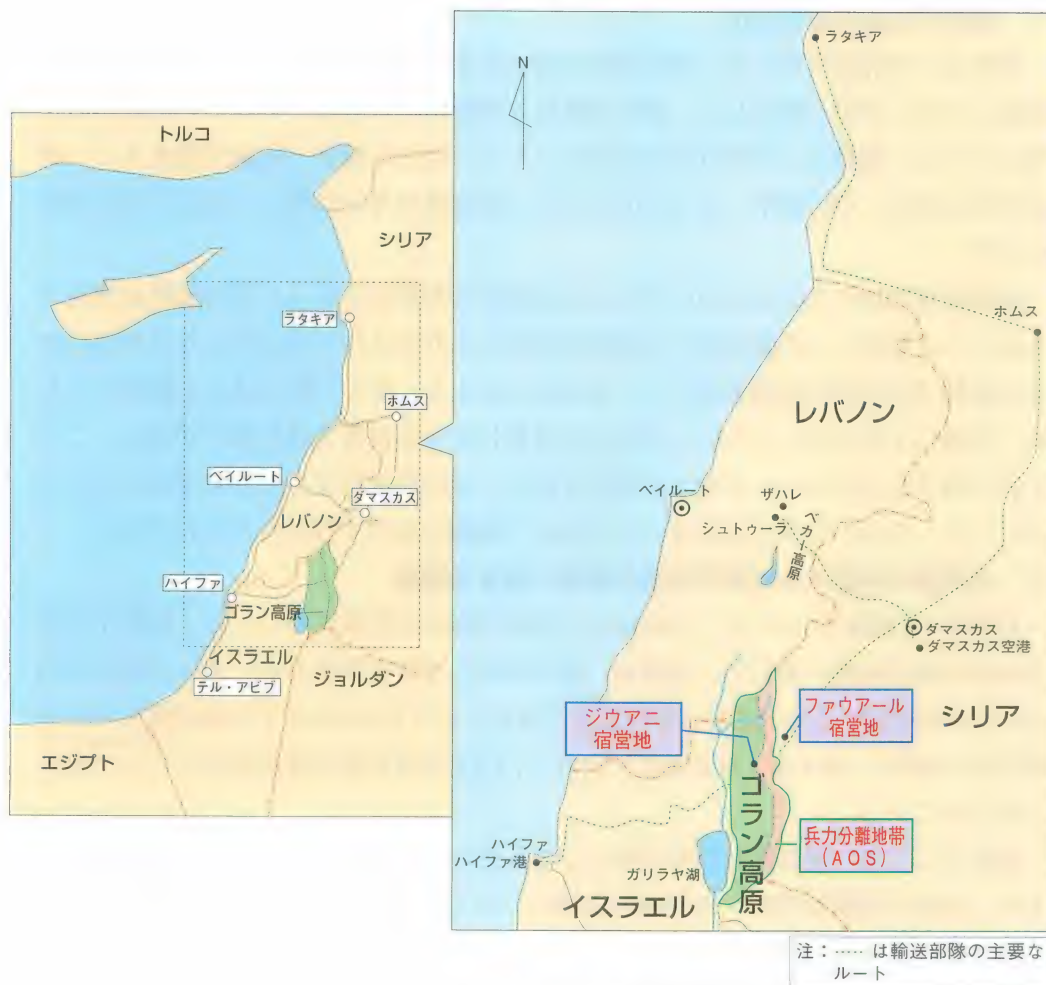 トルコ
シリア
ラタキア
ホムス
ベイルート
ダマスカス
レバノン
ハイファ
ゴラン高原
イスラエル
ジョルダン
テル・アビブ
エジプト
N
ラタキア
ホムス
レバノン
ベイルート
ザハレ
シュトゥーラ
ベカー高原
ダマスカス
ダマスカス空港
ジウアニ
宿営地
ファウアール
宿営地
シリア
ゴラン高原
兵力分離地帯
(AOS)
ハイファ
ハイファ港
ガリラヤ湖
イスラエル
注:……は輸送部隊の主要な
ルート